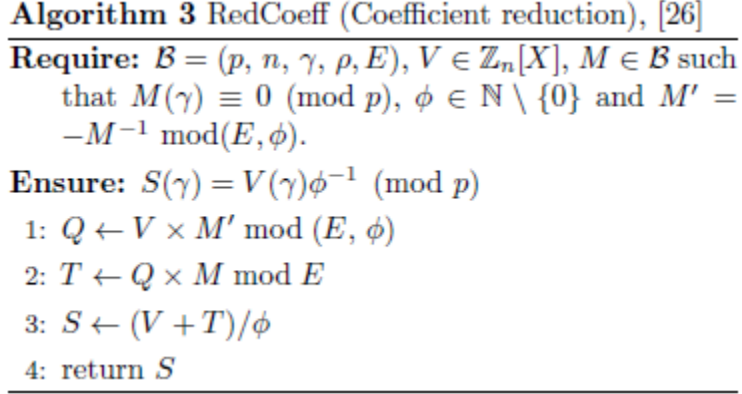 Algorithm 3 RedCoeff (Coefficient reduction), [26]
Require: ℬ = (p, n, γ, ρ, E), V ∈ ℤₙ[X], M ∈ ℬ such
that M(γ) ≡ 0 (mod p), ϕ ∈ ℕ \ {0} and M′ =
−M⁻¹ mod(E, ϕ).
Ensure: S(γ) = V(γ)ϕ⁻¹ (mod p)
1: Q ← V × M′ mod (E, ϕ)
2: T ← Q × M mod E
3: S ← (V + T)/ϕ
4: return S